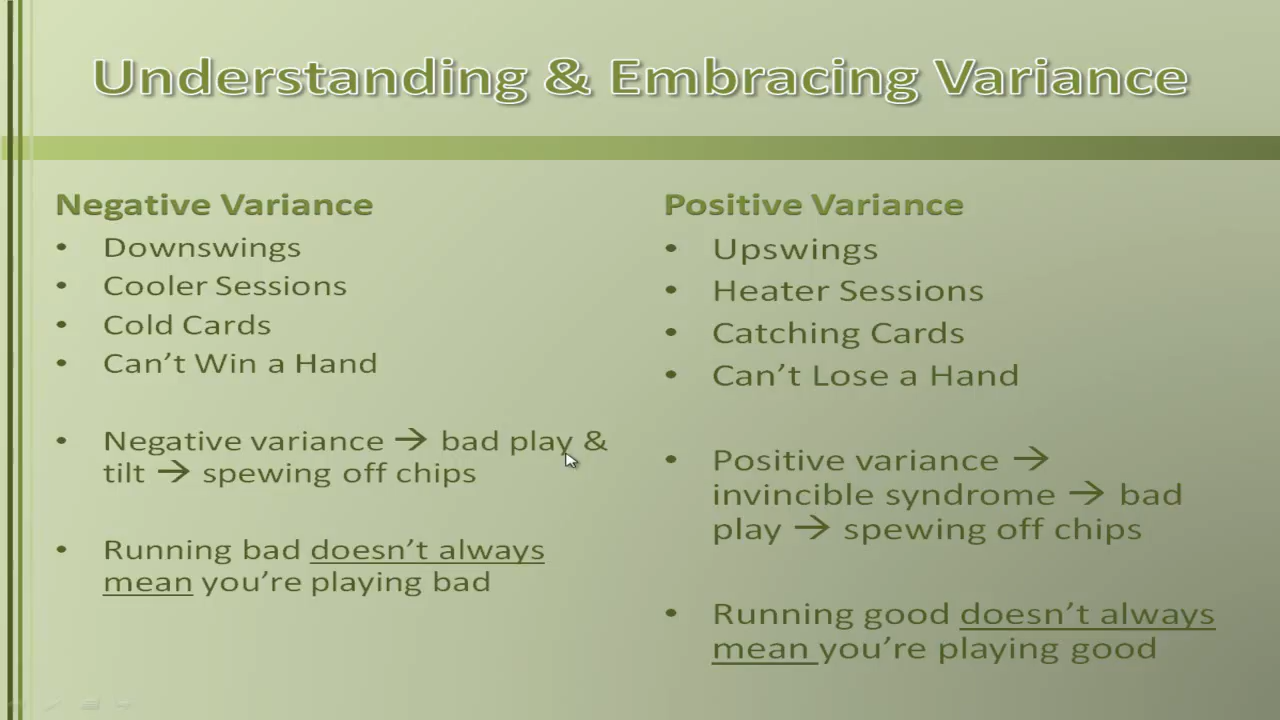 Understanding & Embracing Variance
Negative Variance
• Downswings
• Cooler Sessions
• Cold Cards
• Can’t Win a Hand
• Negative variance → bad play &
tilt → spewing off chips
• Running bad doesn’t always
mean you’re playing bad
Positive Variance
• Upswings
• Heater Sessions
• Catching Cards
• Can’t Lose a Hand
• Positive variance →
invincible syndrome → bad
play → spewing off chips
• Running good doesn’t always
mean you’re playing good